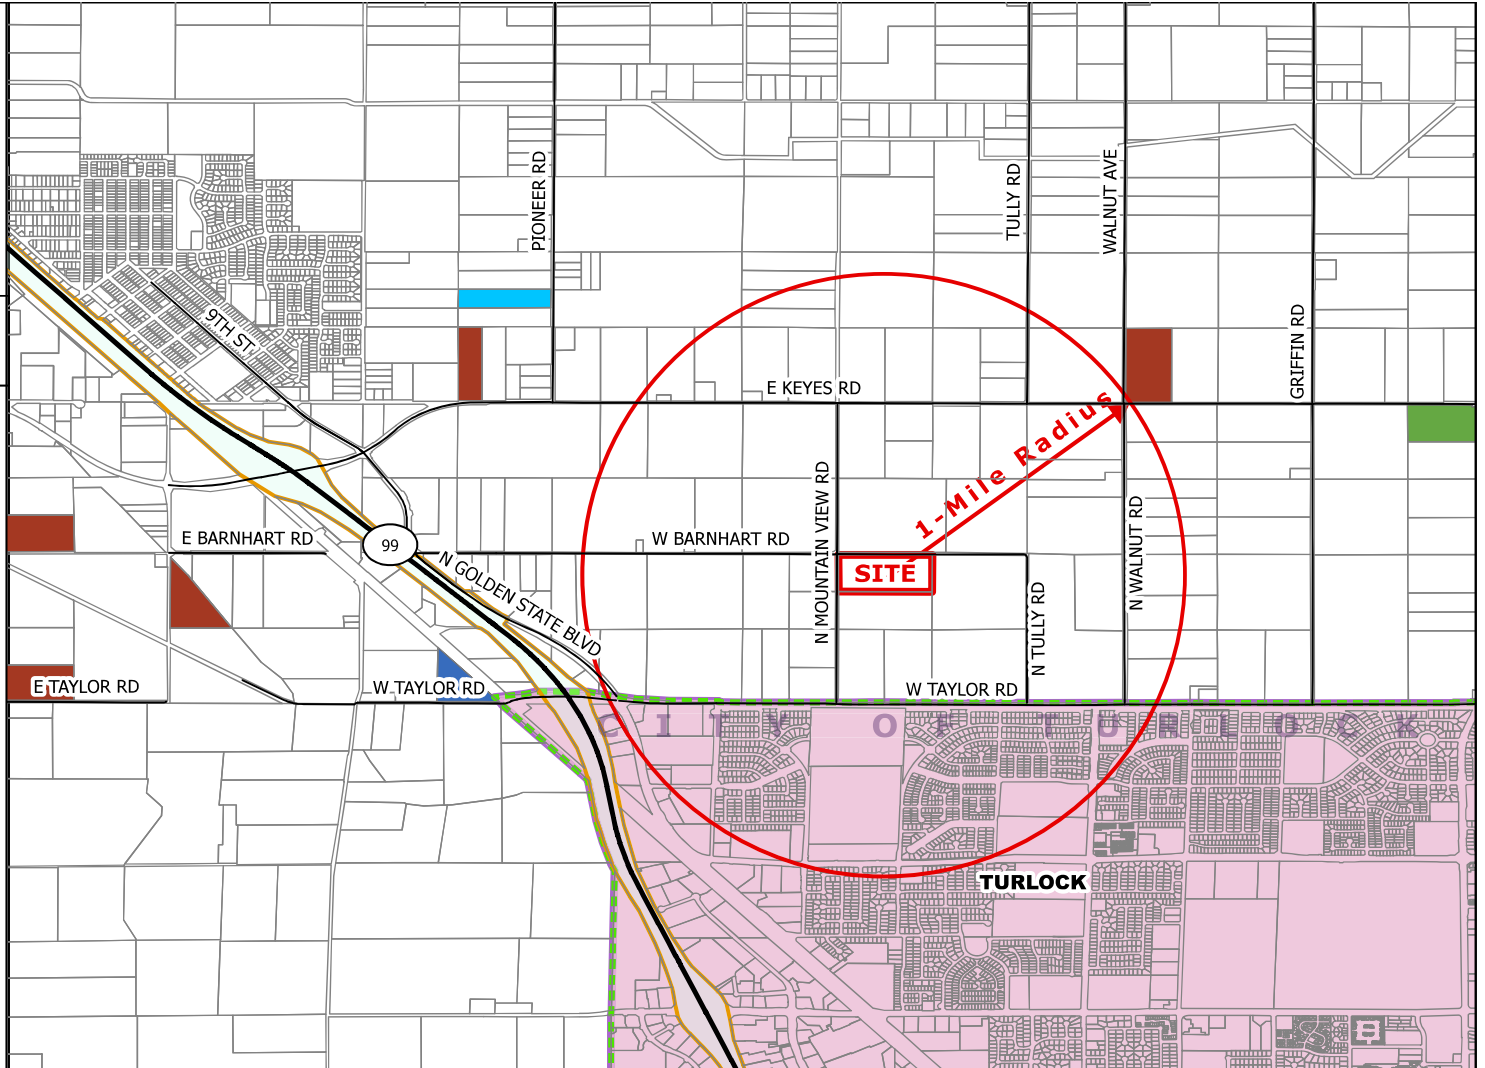 PIONEER RD
TULLY RD
WALNUT AVE
GRIFFIN RD
9TH ST
E KEYES RD
1-Mile Radius
N MOUNTAIN VIEW RD
N WALNUT RD
E BARNHART RD
99
W BARNHART RD
N GOLDEN STATE BLVD
SITE
N TULLY RD
E TAYLOR RD
W TAYLOR RD
W TAYLOR RD
CITY OF TURLOCK
TURLOCK